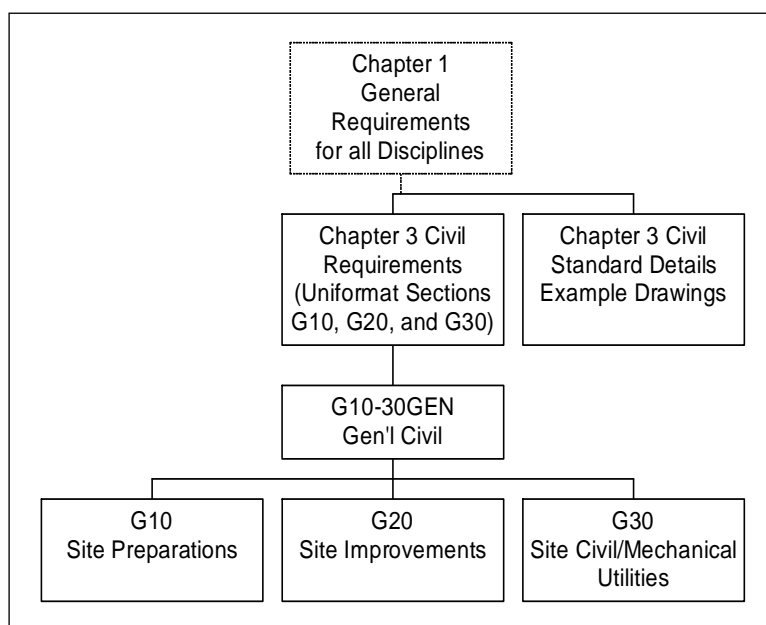 Chapter 1
General
Requirements
for all Disciplines
Chapter 3 Civil
Requirements
(Uniformat Sections
G10, G20, and G30)
Chapter 3 Civil
Standard Details
Example Drawings
G10-30GEN
Gen'l Civil
G10
Site Preparations
G20
Site Improvements
G30
Site Civil/Mechanical
Utilities